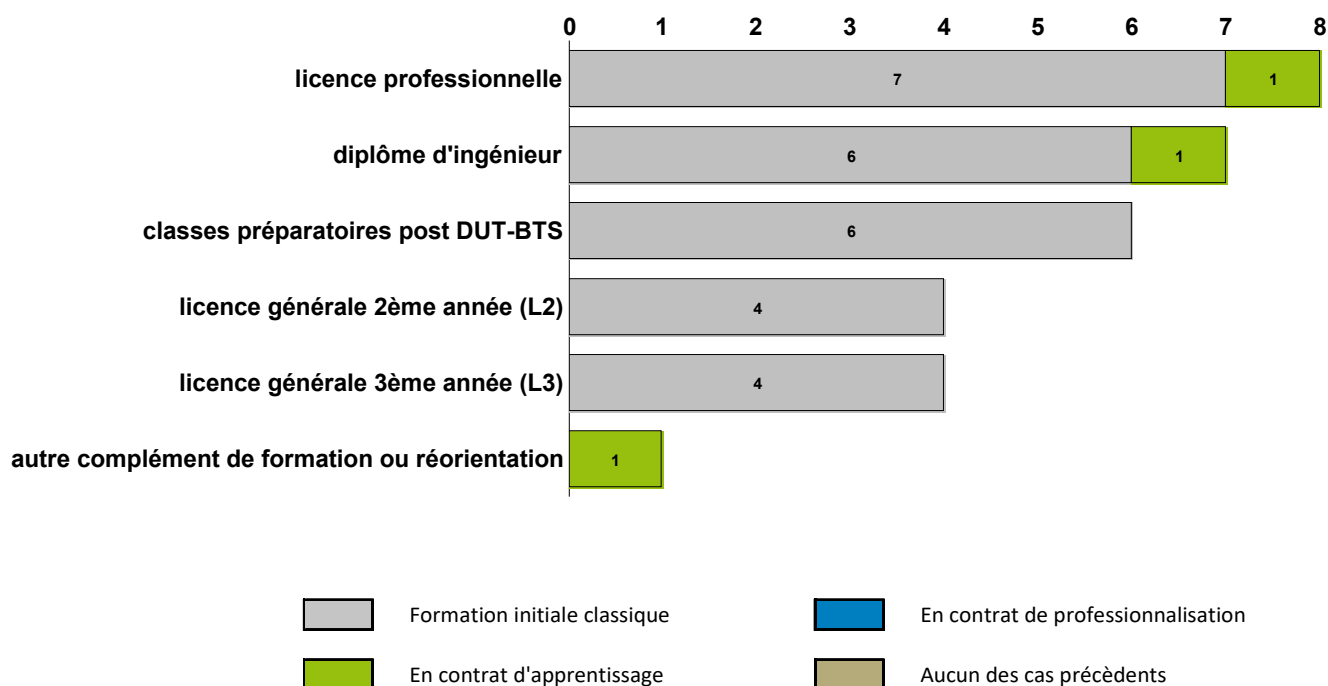 0 1 2 3 4 5 6 7 8
licence professionnelle 7 1
diplôme d'ingénieur 6 1
classes préparatoires post DUT-BTS 6
licence générale 2ème année (L2) 4
licence générale 3ème année (L3) 4
autre complément de formation ou réorientation 1
Formation initiale classique En contrat de professionnalisation
En contrat d'apprentissage Aucun des cas précèdents